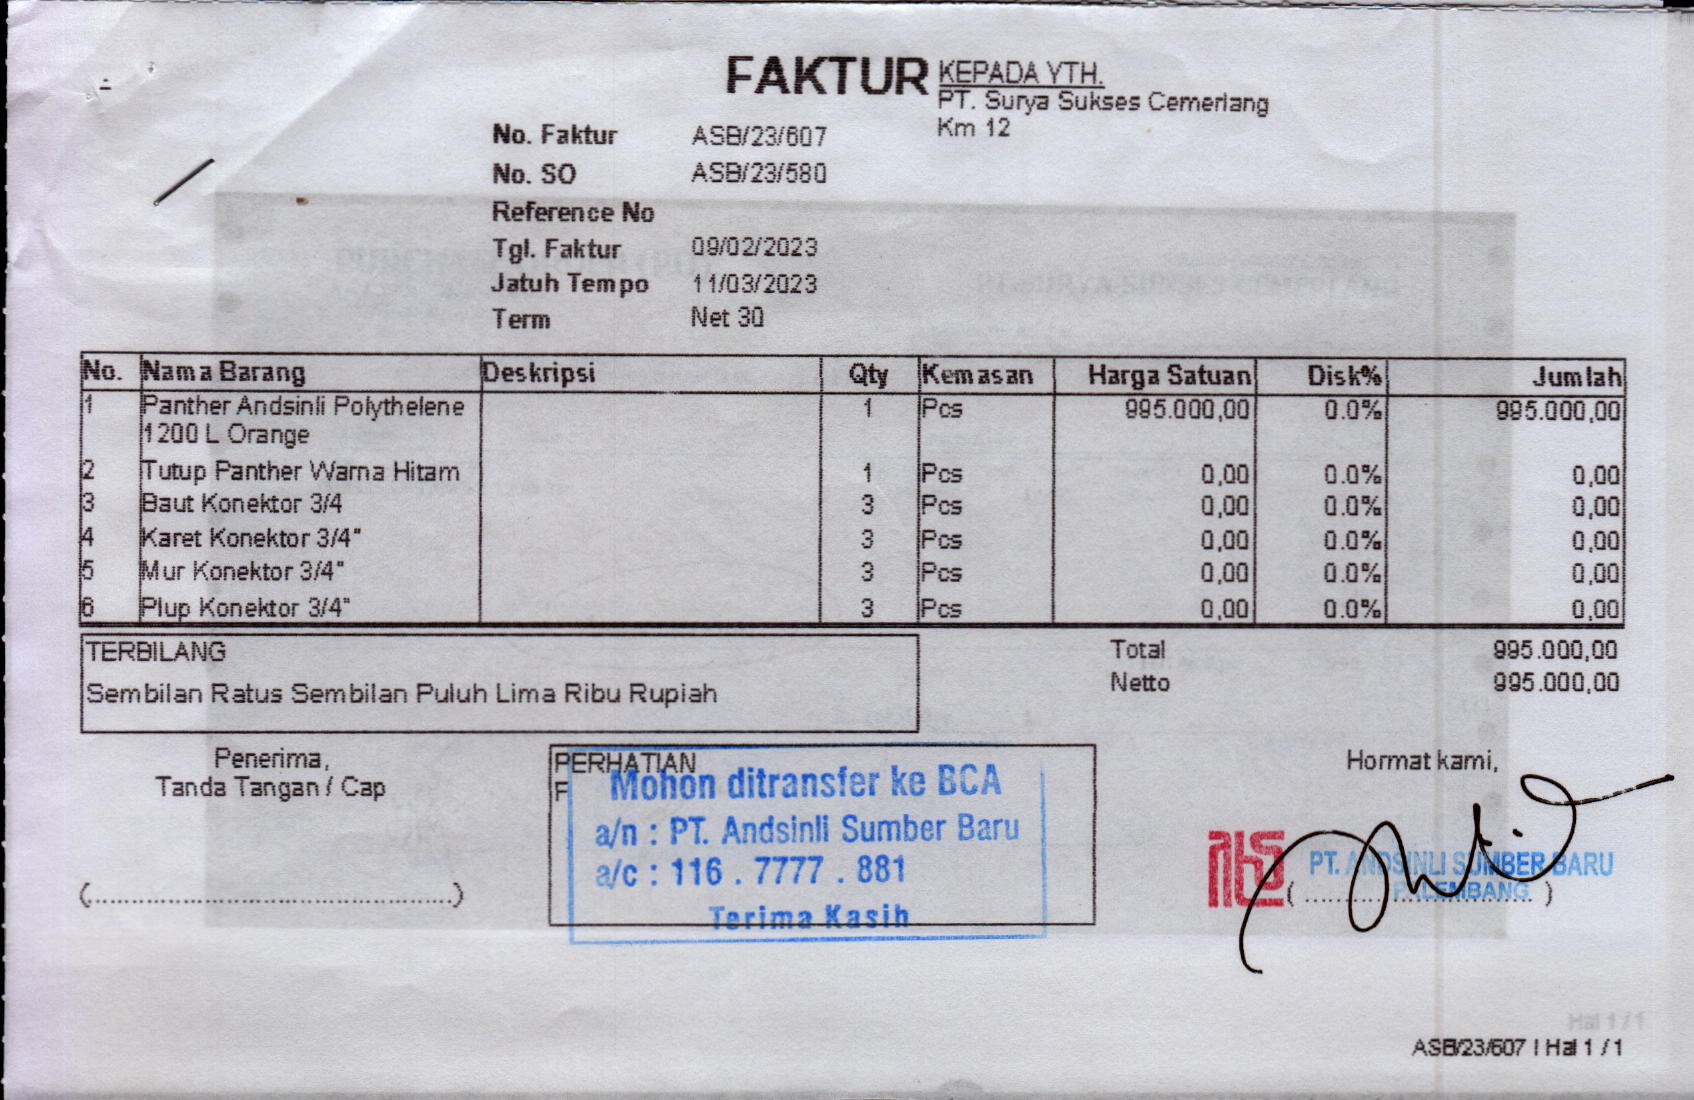 FAKTUR
KEPADA YTH.
PT. Surya Sukses Cemerlang
Km 12
No. Faktur ASB/23/607
No. SO ASB/23/580
Reference No
Tgl. Faktur 09/02/2023
Jatuh Tempo 11/03/2023
Term Net 30
No. Nama Barang Deskripsi Qty Kemasan Harga Satuan Disk% Jumlah
1 Panther Andsinli Polythelene 1 Pcs 995.000,00 0.0% 995.000,00
1200 L Orange
2 Tutup Panther Warna Hitam 1 Pcs 0,00 0.0% 0,00
3 Baut Konektor 3/4 3 Pcs 0,00 0.0% 0,00
4 Karet Konektor 3/4" 3 Pcs 0,00 0.0% 0,00
5 Mur Konektor 3/4" 3 Pcs 0,00 0.0% 0,00
6 Plup Konektor 3/4" 3 Pcs 0,00 0.0% 0,00
TERBILANG
Sembilan Ratus Sembilan Puluh Lima Ribu Rupiah
Total 995.000,00
Netto 995.000,00
Penerima,
Tanda Tangan / Cap
(..................................................)
PERHATIAN
Mohon ditransfer ke BCA
a/n : PT. Andsinli Sumber Baru
a/c : 116 . 7777 . 881
Terima Kasih
Hormat kami,
PT. ANDSINLI SUMBER BARU
PALEMBANG
(................................)
Hal 1 / 1
ASB/23/607 | Hal 1 / 1